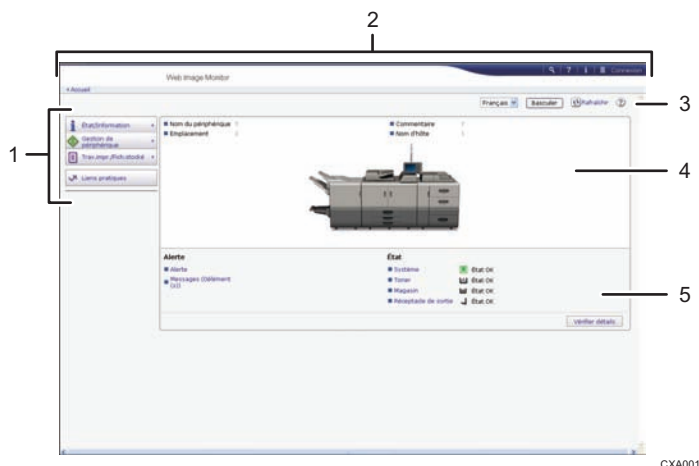 2
Web Image Monitor
Connexion
Accueil
Français
Basculer
Rafraîchir
3
1
État/Information
Gestion de périphérique
Trav.impr./Fich.stocké
Liens pratiques
Nom du périphérique :
Emplacement :
Commentaire :
Nom d'hôte :
4
Alerte
Alerte
Messages (0élément(s))
État
Système État OK
Toner État OK
Magasin État OK
Réceptacle de sortie État OK
5
Vérifier détails
CXA001